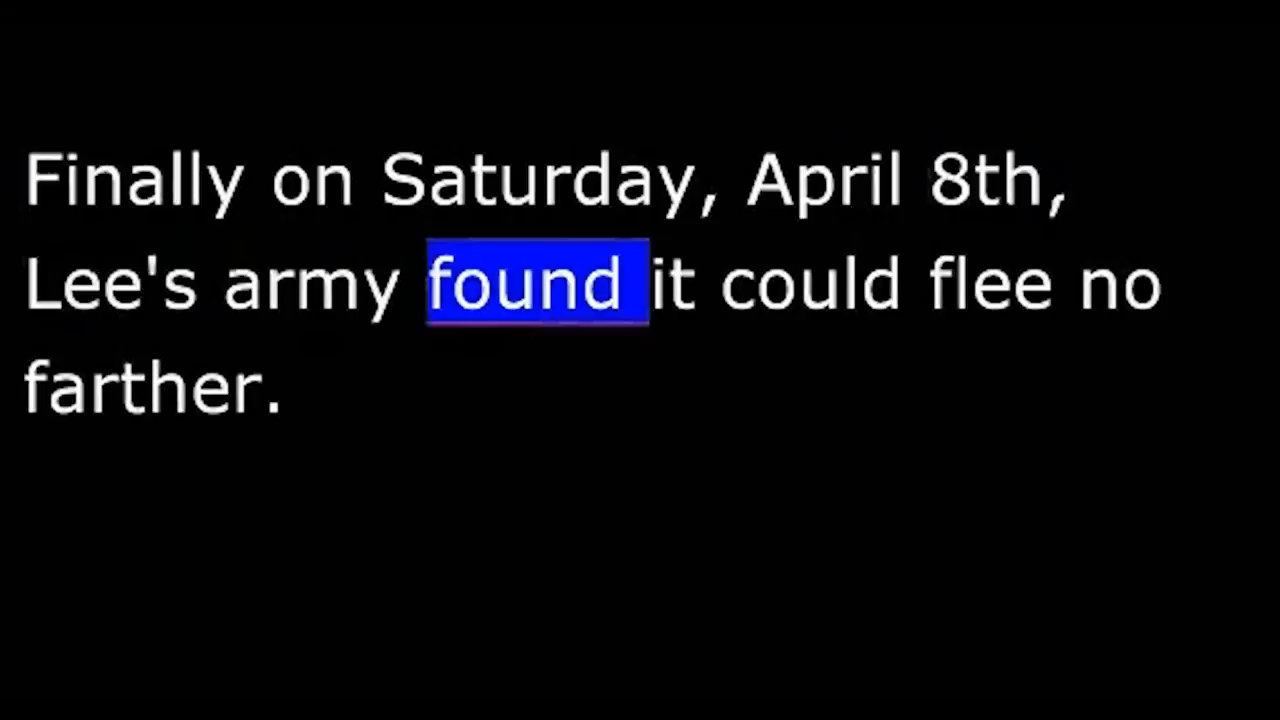 Finally on Saturday, April 8th,
Lee's army found it could flee no
farther.